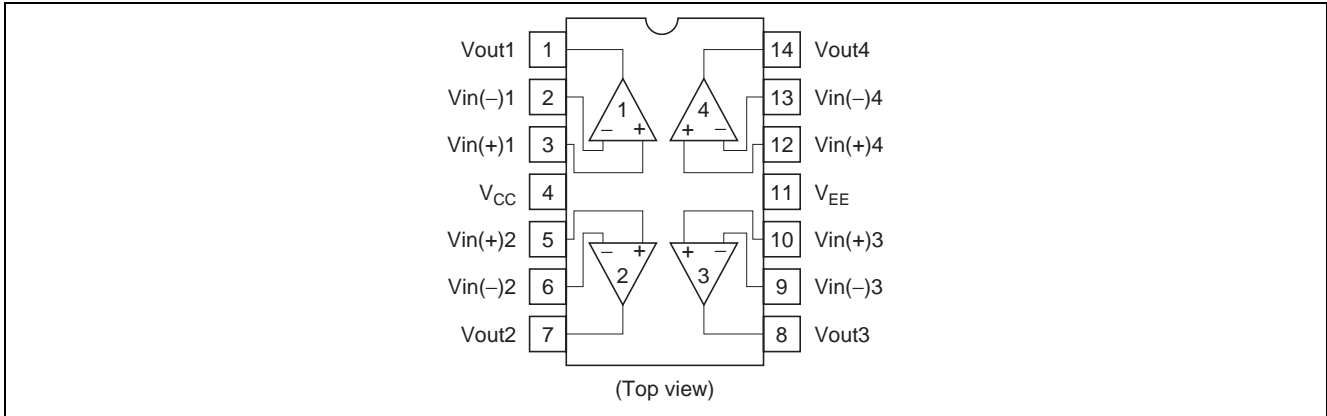 Vout1 1 14 Vout4
Vin(−)1 2 13 Vin(−)4
1 4
− + + −
Vin(+)1 3 12 Vin(+)4
V_CC 4 11 V_EE
Vin(+)2 5 10 Vin(+)3
− + + −
2 3
Vin(−)2 6 9 Vin(−)3
Vout2 7 8 Vout3
(Top view)